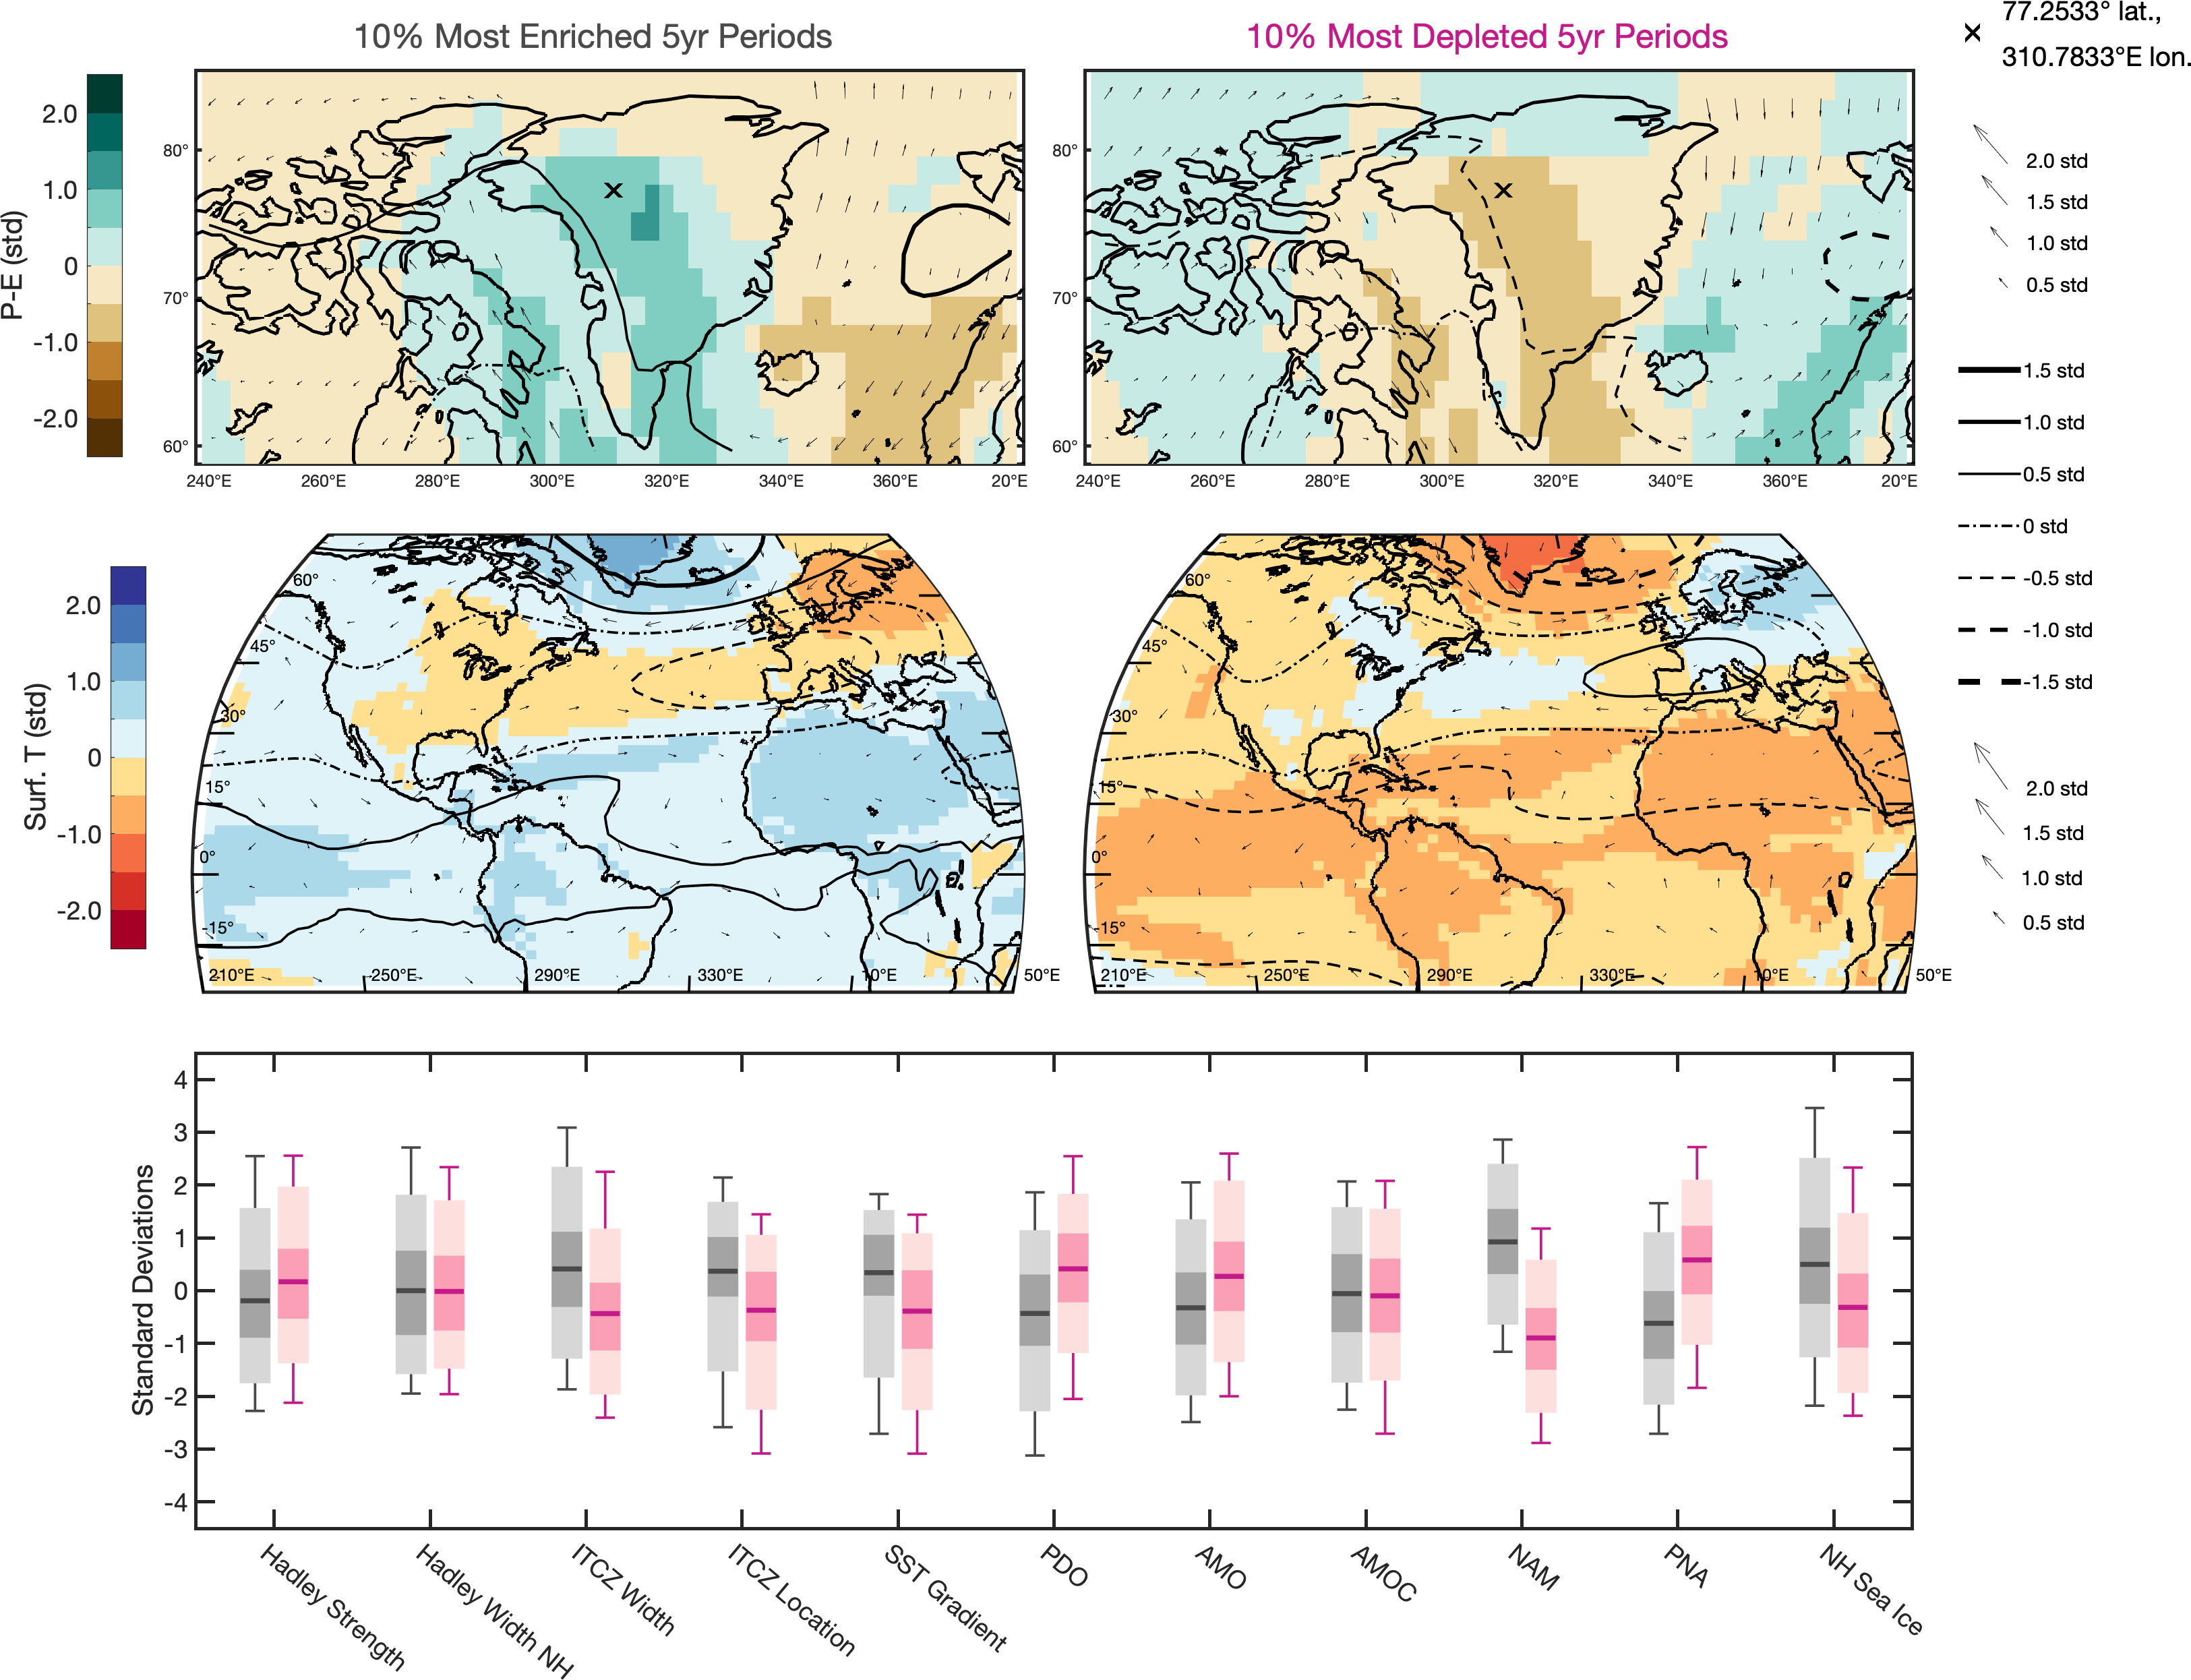 10% Most Enriched 5yr Periods
10% Most Depleted 5yr Periods
× 77.2533° lat.,
310.7833°E lon.
P-E (std)
2.0
1.0
0
-1.0
-2.0
80°
70°
60°
240°E 260°E 280°E 300°E 320°E 340°E 360°E 20°E
80°
70°
60°
240°E 260°E 280°E 300°E 320°E 340°E 360°E 20°E
2.0 std
1.5 std
1.0 std
0.5 std
1.5 std
1.0 std
0.5 std
0 std
-0.5 std
-1.0 std
-1.5 std
Surf. T (std)
2.0
1.0
0
-1.0
-2.0
60°
45°
30°
15°
0°
-15°
210°E 250°E 290°E 330°E 10°E 50°E
60°
45°
30°
15°
0°
-15°
210°E 250°E 290°E 330°E 10°E 50°E
2.0 std
1.5 std
1.0 std
0.5 std
Standard Deviations
4
3
2
1
0
-1
-2
-3
-4
Hadley Strength
Hadley Width NH
ITCZ Width
ITCZ Location
SST Gradient
PDO
AMO
AMOC
NAM
PNA
NH Sea Ice